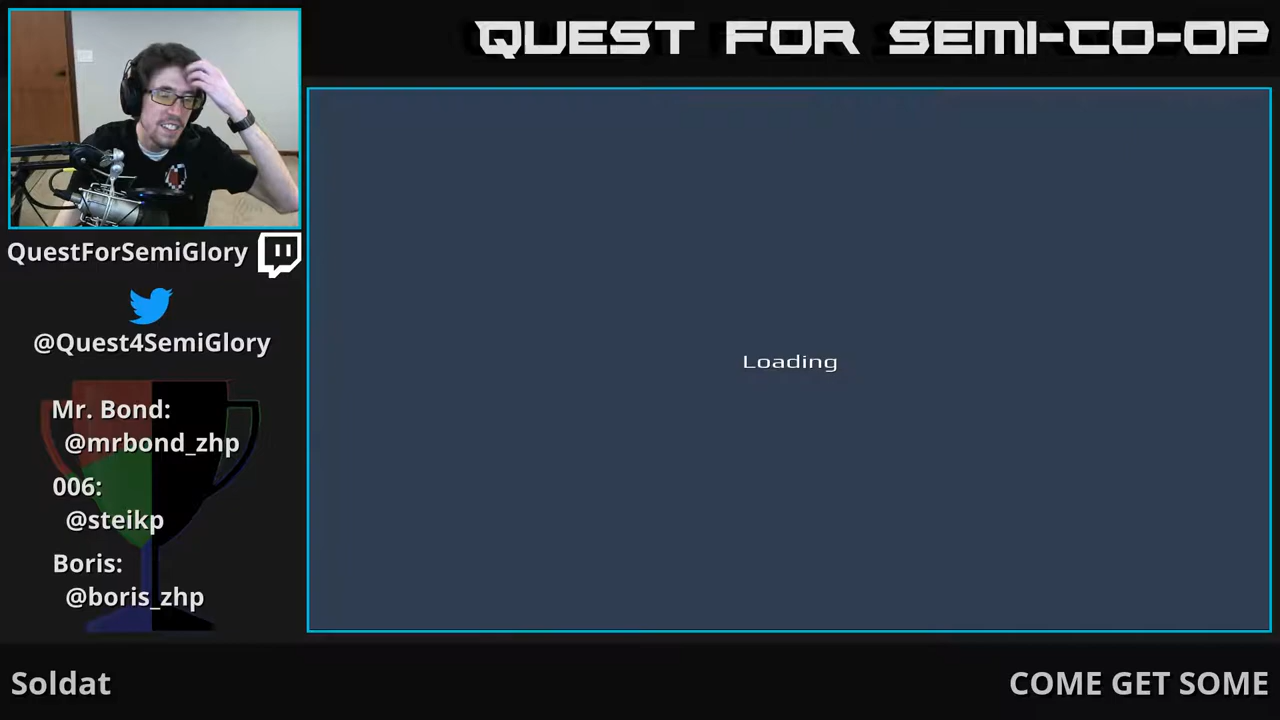 QUEST FOR SEMI-CO-OP
QuestForSemiGlory
@Quest4SemiGlory
Mr. Bond:
@mrbond_zhp
006:
@steikp
Boris:
@boris_zhp
Loading
Soldat
COME GET SOME